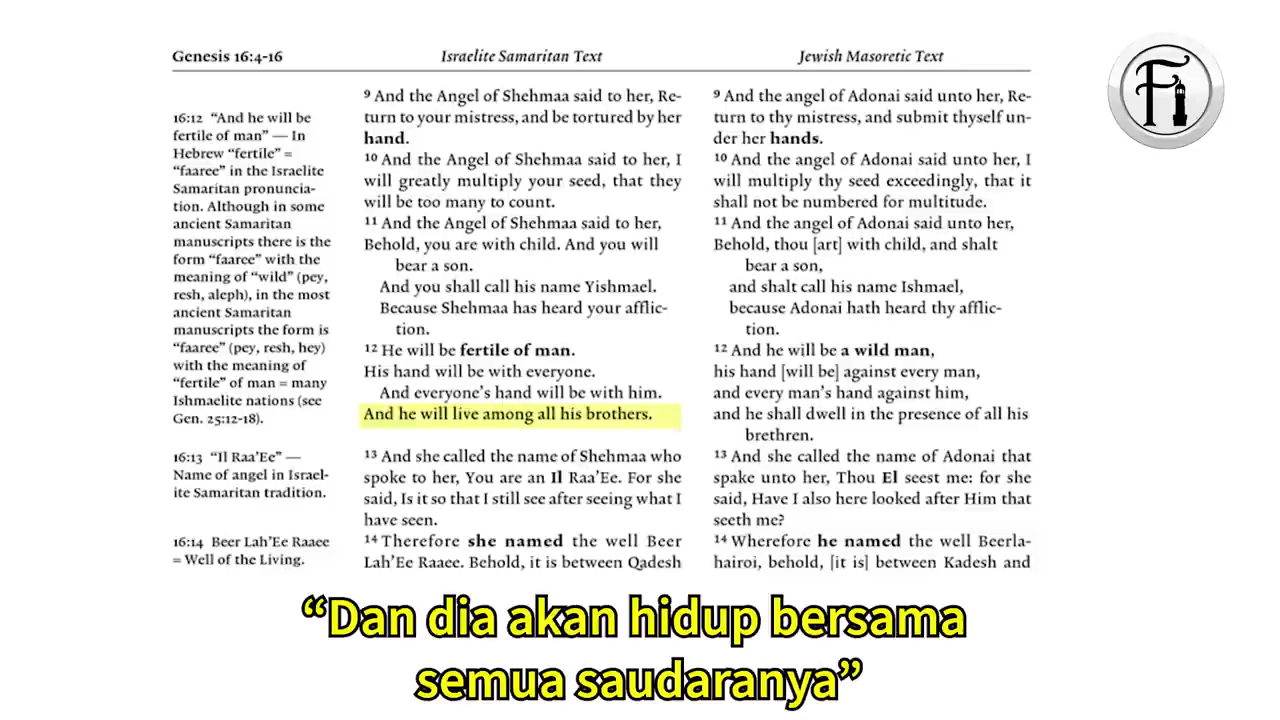 Genesis 16:4-16
Israelite Samaritan Text
Jewish Masoretic Text
16:12 “And he will be
fertile of man” — In
Hebrew “fertile” =
“faaree” in the Israelite
Samaritan pronuncia-
tion. Although in some
ancient Samaritan
manuscripts there is the
form “faaree” with the
meaning of “wild” (pey,
resh, aleph), in the most
ancient Samaritan
manuscripts the form is
“faaree” (pey, resh, hey)
with the meaning of
“fertile” of man = many
Ishmaelite nations (see
Gen. 25:12-18).
16:13 “Il Raa’Ee” —
Name of angel in Israel-
ite Samaritan tradition.
16:14 Beer Lah’Ee Raaee
= Well of the Living.
9 And the Angel of Shehmaa said to her, Re-
turn to your mistress, and be tortured by her
hand.
10 And the Angel of Shehmaa said to her, I
will greatly multiply your seed, that they
will be too many to count.
11 And the Angel of Shehmaa said to her,
Behold, you are with child. And you will
bear a son.
And you shall call his name Yishmael.
Because Shehmaa has heard your afflic-
tion.
12 He will be fertile of man.
His hand will be with everyone.
And everyone’s hand will be with him.
And he will live among all his brothers.
13 And she called the name of Shehmaa who
spoke to her, You are an Il Raa’Ee. For she
said, Is it so that I still see after seeing what I
have seen.
14 Therefore she named the well Beer
Lah’Ee Raaee. Behold, it is between Qadesh
9 And the angel of Adonai said unto her, Re-
turn to thy mistress, and submit thyself un-
der her hands.
10 And the angel of Adonai said unto her, I
will multiply thy seed exceedingly, that it
shall not be numbered for multitude.
11 And the angel of Adonai said unto her,
Behold, thou [art] with child, and shalt
bear a son,
and shalt call his name Ishmael,
because Adonai hath heard thy afflic-
tion.
12 And he will be a wild man,
his hand [will be] against every man,
and every man’s hand against him,
and he shall dwell in the presence of all his
brethren.
13 And she called the name of Adonai that
spake unto her, Thou El seest me: for she
said, Have I also here looked after Him that
seeth me?
14 Wherefore he named the well Beerla-
hairoi, behold, [it is] between Kadesh and
Fi
“Dan dia akan hidup bersama
semua saudaranya”